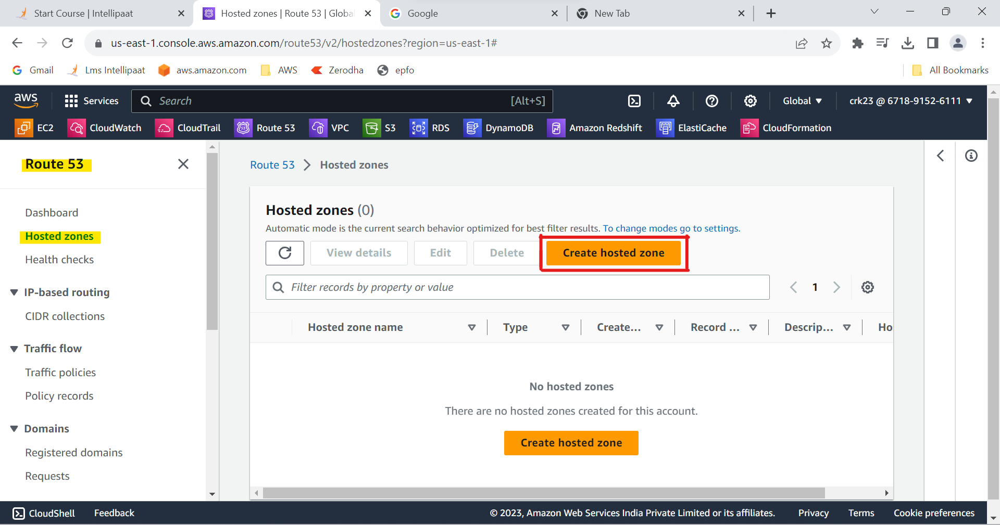 Start Course | Intellipaat
Hosted zones | Route 53 | Globa
Google
New Tab
us-east-1.console.aws.amazon.com/route53/v2/hostedzones?region=us-east-1#
Gmail
Lms Intellipaat
aws.amazon.com
AWS
Zerodha
epfo
All Bookmarks
aws
Services
Search
[Alt+S]
Global
crk23 @ 6718-9152-6111
EC2
CloudWatch
CloudTrail
Route 53
VPC
S3
RDS
DynamoDB
Amazon Redshift
ElastiCache
CloudFormation
Route 53
Dashboard
Hosted zones
Health checks
IP-based routing
CIDR collections
Traffic flow
Traffic policies
Policy records
Domains
Registered domains
Requests
Route 53 > Hosted zones
Hosted zones (0)
Automatic mode is the current search behavior optimized for best filter results. To change modes go to settings.
View details
Edit
Delete
Create hosted zone
Filter records by property or value
1
Hosted zone name
Type
Create...
Record ...
Descrip...
Ho
No hosted zones
There are no hosted zones created for this account.
Create hosted zone
CloudShell
Feedback
© 2023, Amazon Web Services India Private Limited or its affiliates.
Privacy
Terms
Cookie preferences